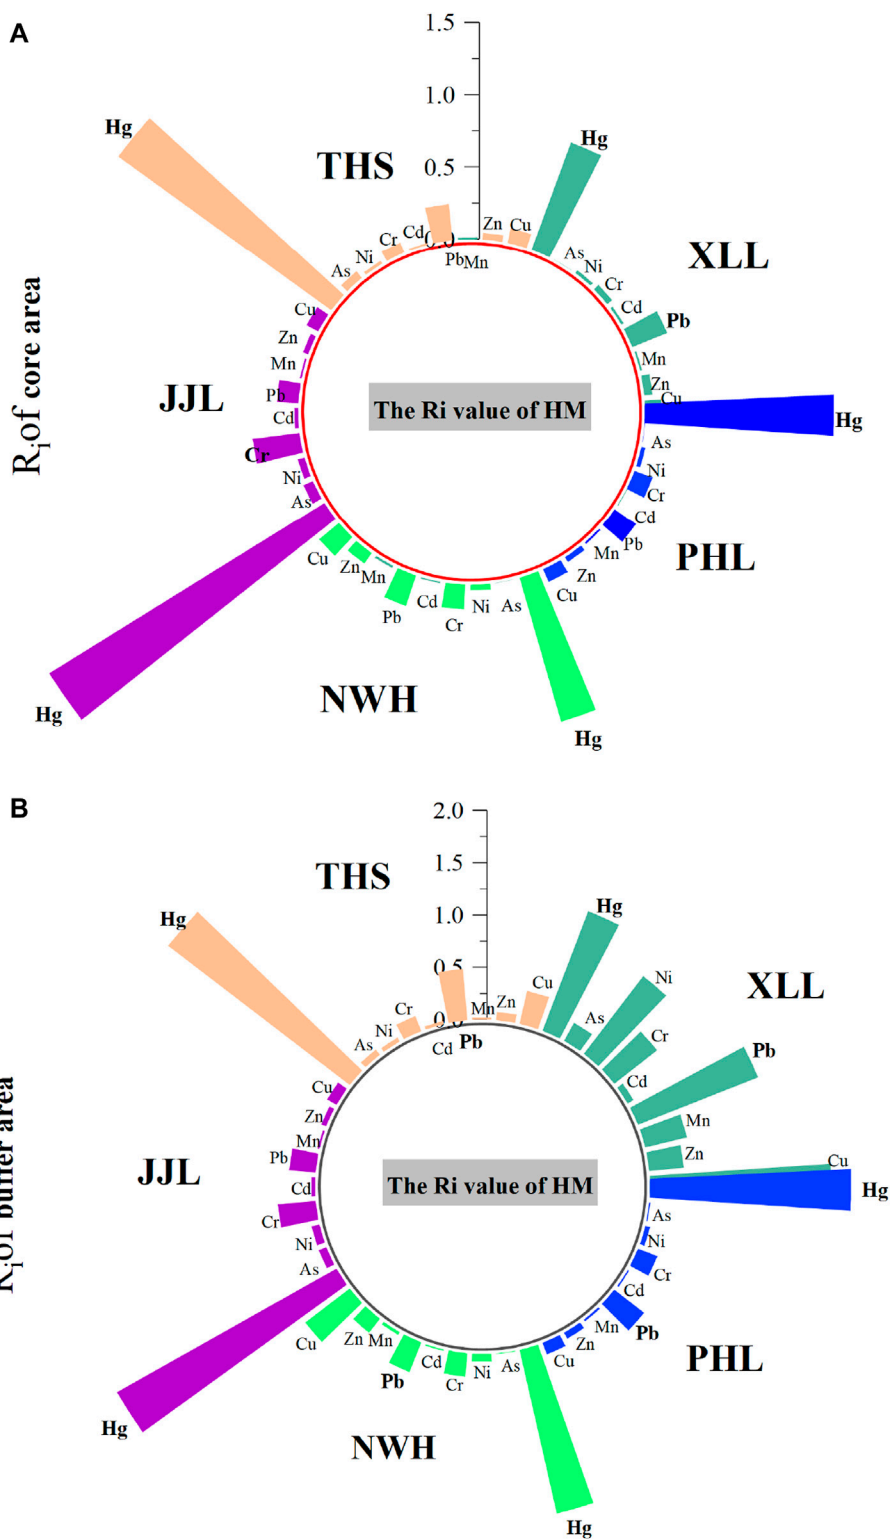 A
1.5
1.0
0.5
0.0
THS
Hg
As
Ni
Cr
Cd
Pb
Mn
Zn
Cu
Hg
XLL
As
Ni
Cr
Cd
Pb
Mn
Zn
Cu
Hg
PHL
As
Ni
Cr
Cd
Pb
Mn
Zn
Cu
Hg
NWH
As
Ni
Cr
Cd
Pb
Mn
Zn
Cu
Hg
JJL
As
Ni
Cr
Cd
Pb
Mn
Zn
Cu
The Ri value of HM
Ri of core area
B
2.0
1.5
1.0
0.5
0.0
THS
Hg
As
Ni
Cr
Cd
Pb
Mn
Zn
Cu
Hg
XLL
As
Ni
Cr
Cd
Pb
Mn
Zn
Cu
Hg
PHL
As
Ni
Cr
Cd
Pb
Mn
Zn
Cu
Hg
NWH
As
Ni
Cr
Cd
Pb
Mn
Zn
Cu
Hg
JJL
As
Ni
Cr
Cd
Pb
Mn
Zn
Cu
The Ri value of HM
Ri of buffer area